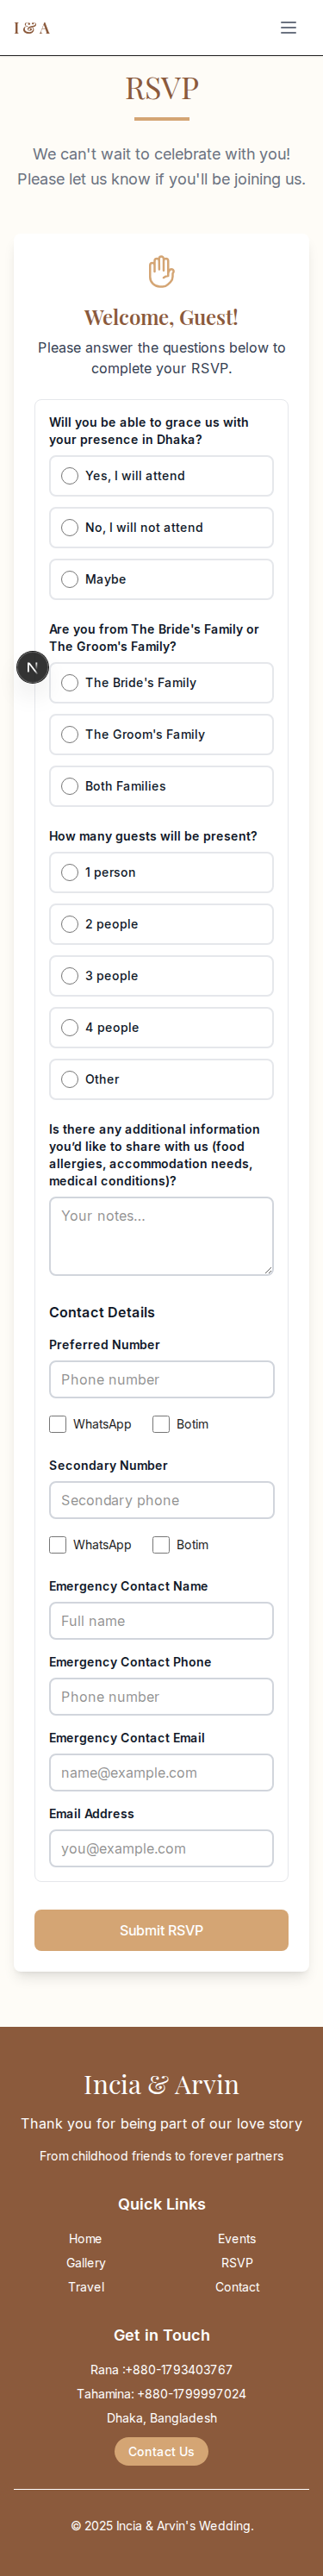 I & A
RSVP
We can't wait to celebrate with you!
Please let us know if you'll be joining us.
Welcome, Guest!
Please answer the questions below to
complete your RSVP.
Will you be able to grace us with
your presence in Dhaka?
Yes, I will attend
No, I will not attend
Maybe
Are you from The Bride's Family or
The Groom's Family?
N
The Bride's Family
The Groom's Family
Both Families
How many guests will be present?
1 person
2 people
3 people
4 people
Other
Is there any additional information
you’d like to share with us (food
allergies, accommodation needs,
medical conditions)?
Your notes...
Contact Details
Preferred Number
Phone number
WhatsApp Botim
Secondary Number
Secondary phone
WhatsApp Botim
Emergency Contact Name
Full name
Emergency Contact Phone
Phone number
Emergency Contact Email
name@example.com
Email Address
you@example.com
Submit RSVP
Incia & Arvin
Thank you for being part of our love story
From childhood friends to forever partners
Quick Links
Home Events
Gallery RSVP
Travel Contact
Get in Touch
Rana :+880-1793403767
Tahamina: +880-1799997024
Dhaka, Bangladesh
Contact Us
© 2025 Incia & Arvin's Wedding.